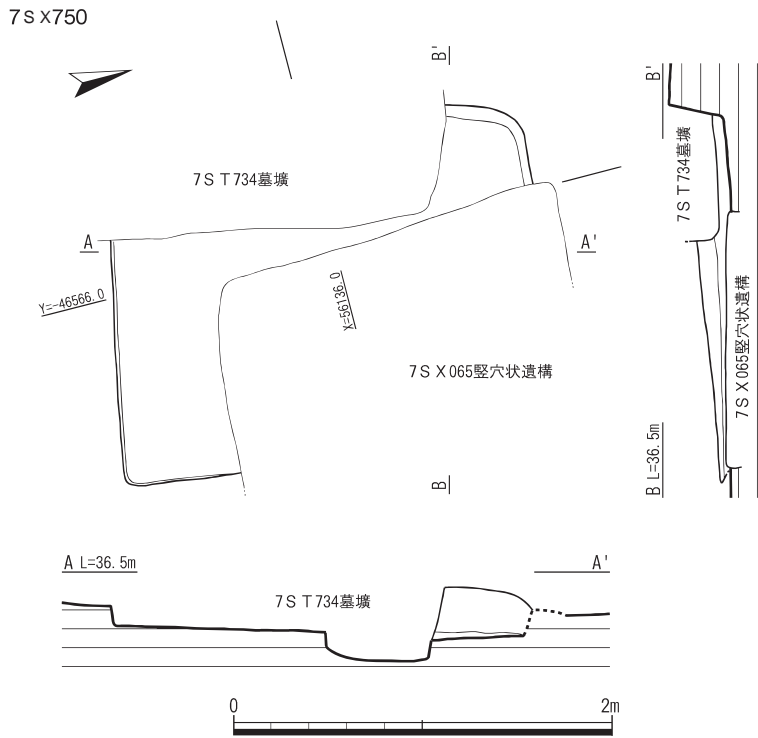 7SX750
B'
7ST734墓壙
A
A'
Y=-46566.0
X=56136.0
7SX065竪穴状遺構
B
B'
7ST734墓壙
7SX065竪穴状遺構
B L=36.5m
A L=36.5m
A'
7ST734墓壙
0
2m